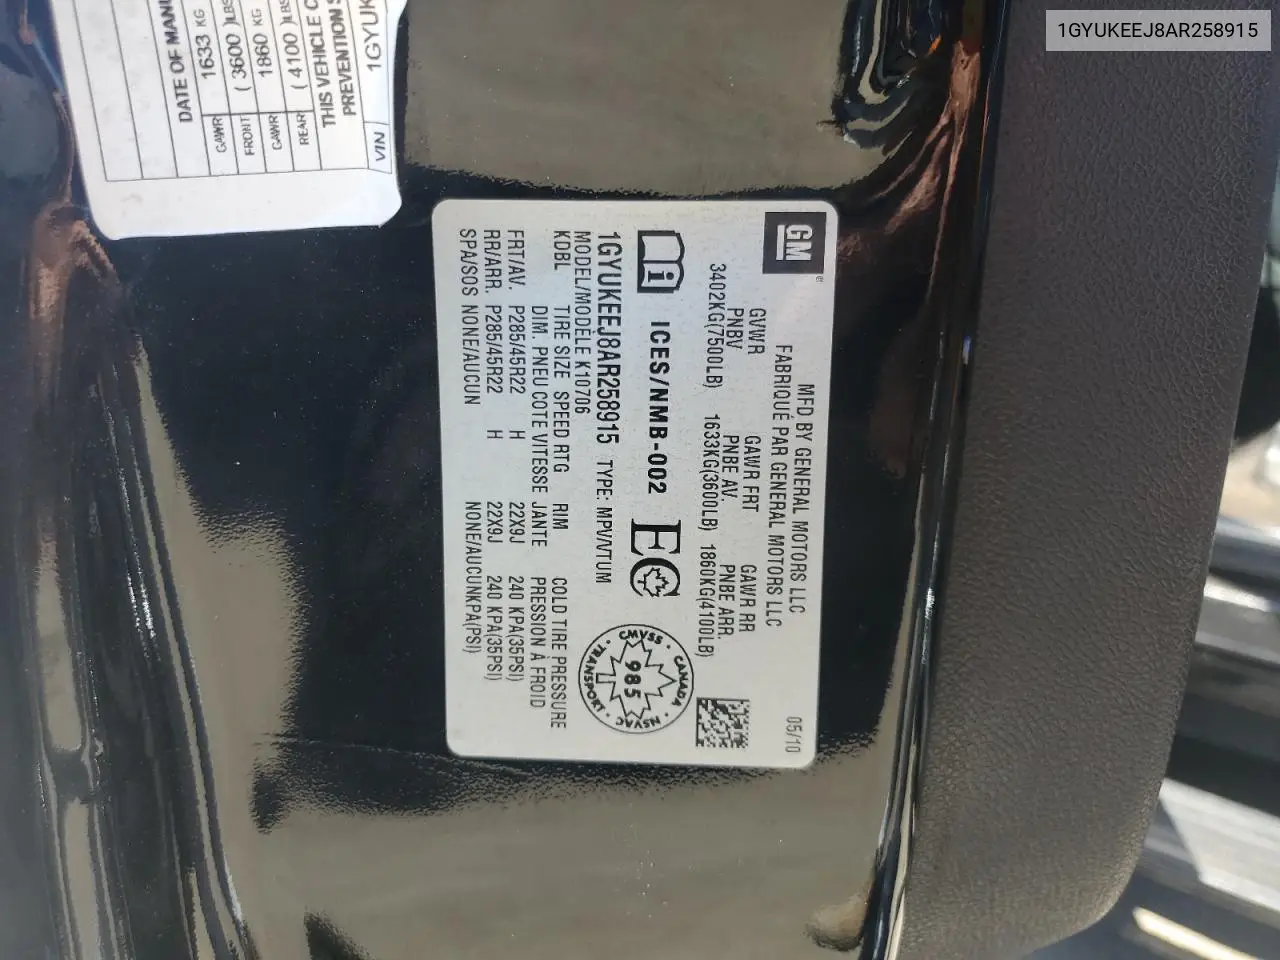 1GYUKEEJ8AR258915
DATE OF MANU
GAWR 1633 KG
FRONT ( 3600 )LBS
GAWR 1860 KG
REAR ( 4100 )LBS
THIS VEHICLE C
PREVENTION S
VIN 1GYUK
GM
MFD BY GENERAL MOTORS LLC 05/10
FABRIQUÉ PAR GENERAL MOTORS LLC
GVWR GAWR FRT GAWR RR
PNBV PNBE AV. PNBE ARR.
3402KG(7500LB) 1633KG(3600LB) 1860KG(4100LB)
i ICES/NMB-002 EC
CMVSS · CANADA · NSVAC · TRANSPORT ·
985
1GYUKEEJ8AR258915 TYPE: MPV/VTUM
MODEL/MODÈLE K10706
KDBL TIRE SIZE SPEED RTG RIM COLD TIRE PRESSURE
DIM. PNEU COTE VITESSE JANTE PRESSION À FROID
FRT/AV. P285/45R22 H 22X9J 240 KPA(35PSI)
RR/ARR. P285/45R22 H 22X9J 240 KPA(35PSI)
SPA/SOS NONE/AUCUN NONE/AUCUNKPA(PSI)